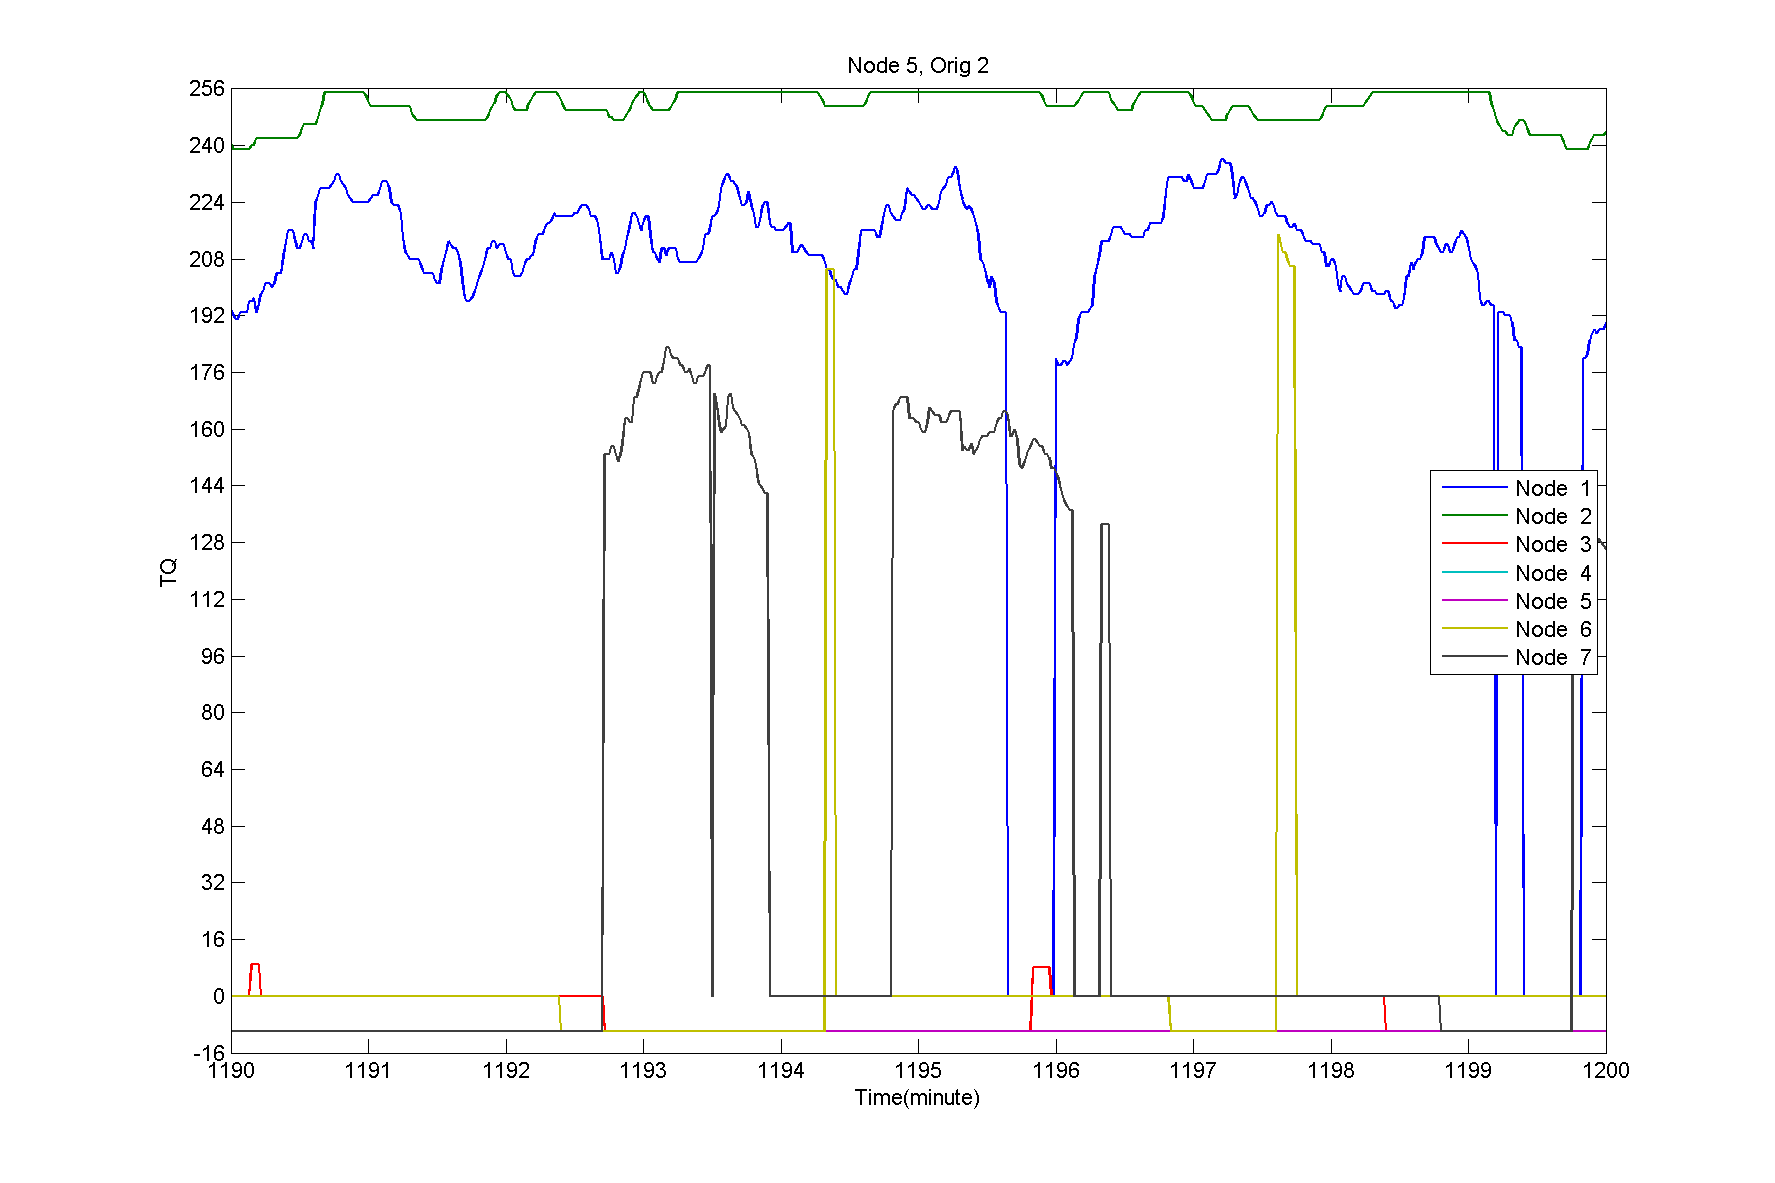 Node 5, Orig 2
256
240
224
208
192
176
160
144
128
112
96
80
64
48
32
16
0
-16
TQ
Node 1
Node 2
Node 3
Node 4
Node 5
Node 6
Node 7
1190 1191 1192 1193 1194 1195 1196 1197 1198 1199 1200
Time(minute)